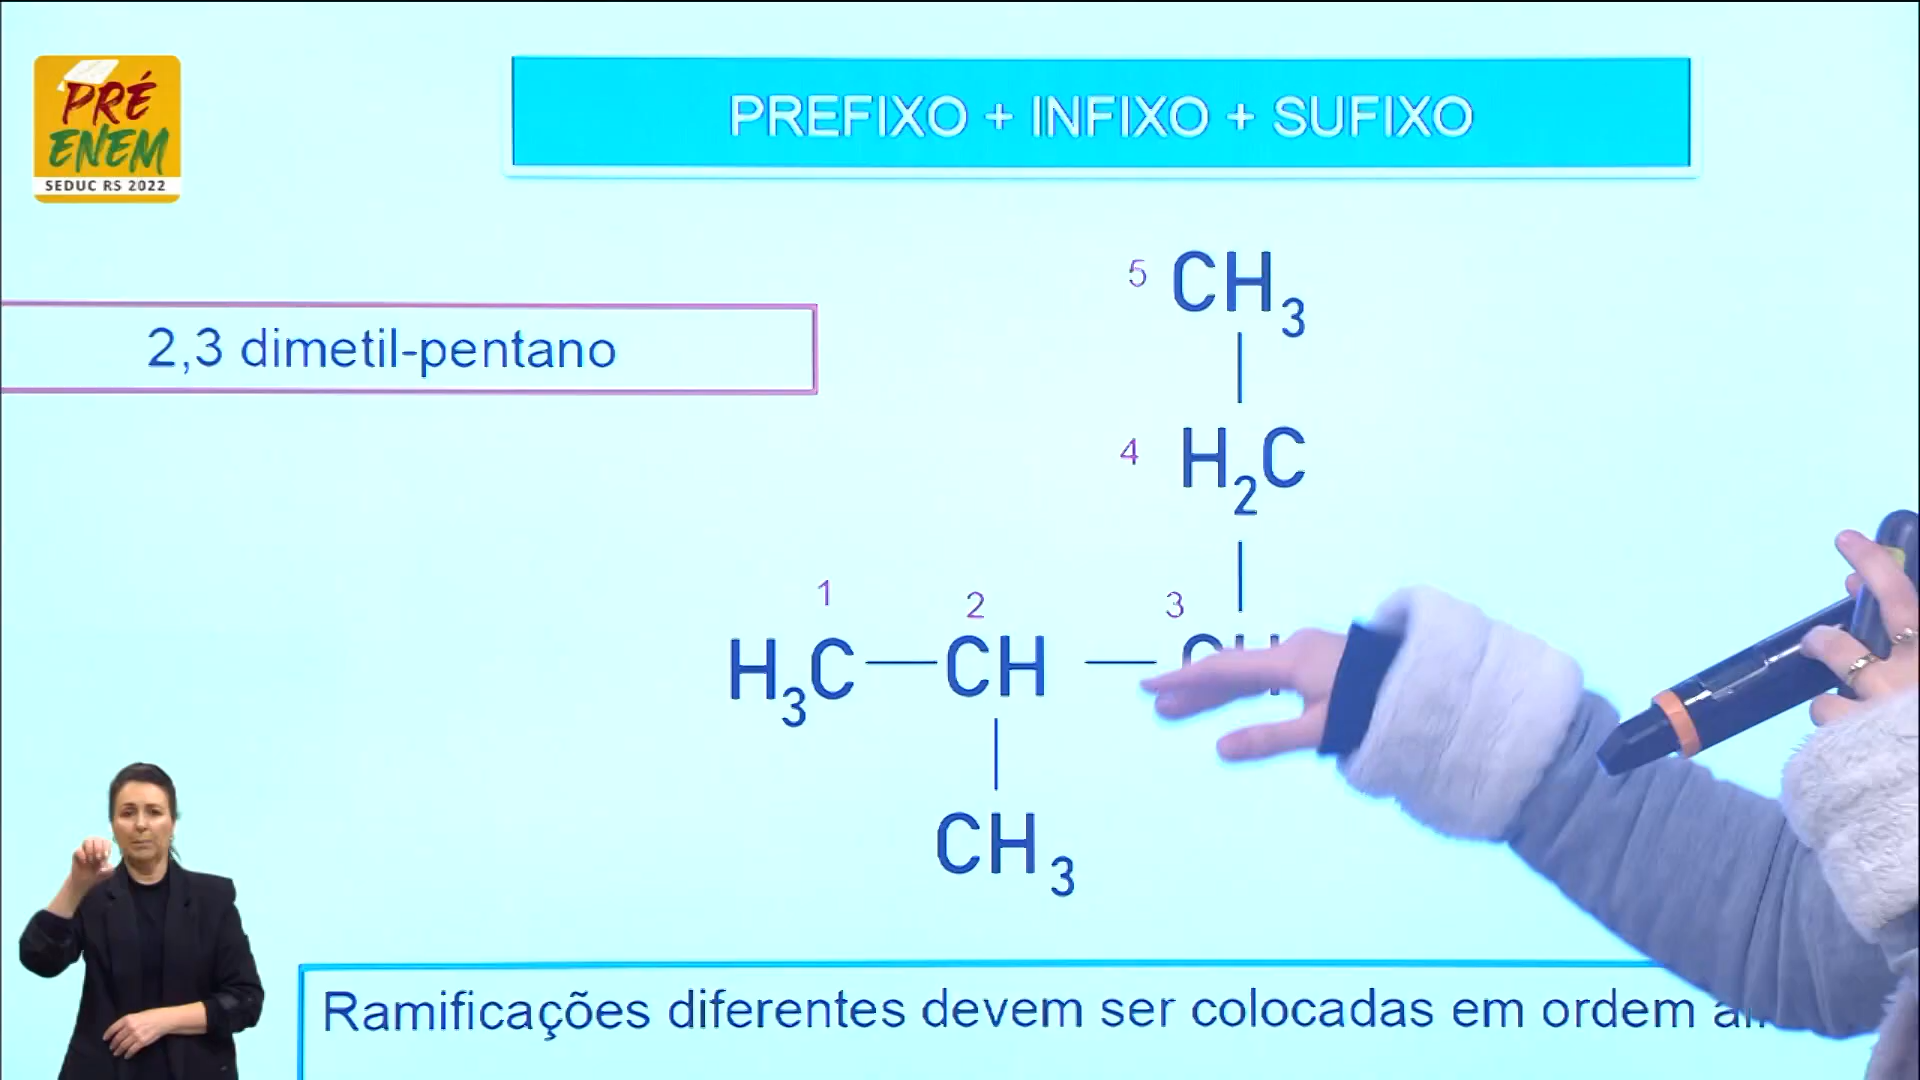 PRÉ
ENEM
SEDUC RS 2022
PREFIXO + INFIXO + SUFIXO
2,3 dimetil-pentano
5 CH3
4 H2C
1 2 3
H3C — CH — CH
CH3
Ramificações diferentes devem ser colocadas em ordem